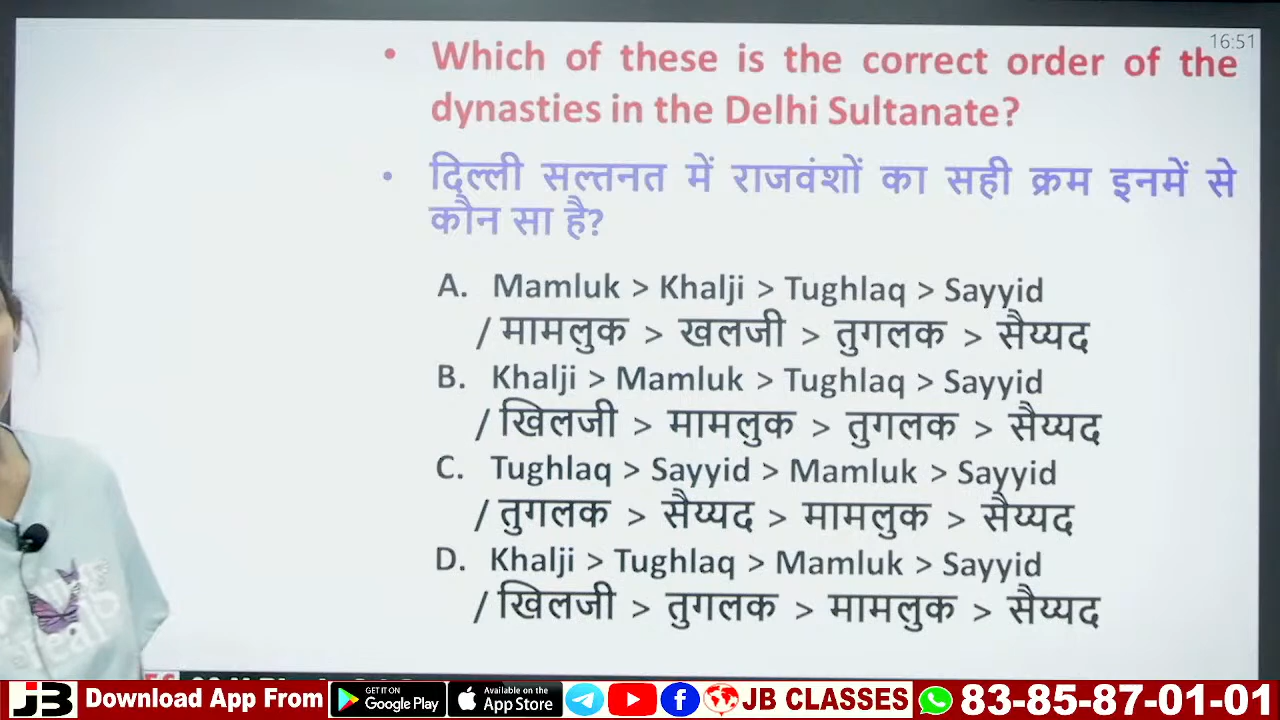 16:51
• Which of these is the correct order of the
dynasties in the Delhi Sultanate?
• दिल्ली सल्तनत में राजवंशों का सही क्रम इनमें से
कौन सा है?
A. Mamluk > Khalji > Tughlaq > Sayyid
/ मामलुक > खलजी > तुगलक > सैय्यद
B. Khalji > Mamluk > Tughlaq > Sayyid
/ खिलजी > मामलुक > तुगलक > सैय्यद
C. Tughlaq > Sayyid > Mamluk > Sayyid
/ तुगलक > सैय्यद > मामलुक > सैय्यद
D. Khalji > Tughlaq > Mamluk > Sayyid
/ खिलजी > तुगलक > मामलुक > सैय्यद
JB Download App From GET IT ON Google Play Available on the App Store JB CLASSES 83-85-87-01-01